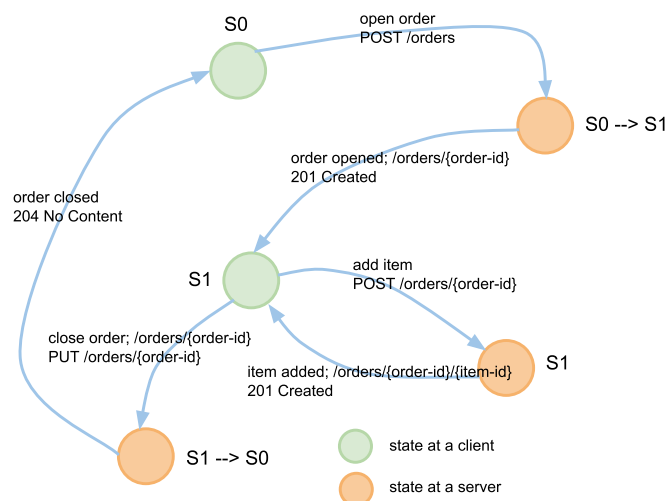 S0
open order
POST /orders
S0 --> S1
order opened; /orders/{order-id}
201 Created
order closed
204 No Content
S1
add item
POST /orders/{order-id}
close order; /orders/{order-id}
PUT /orders/{order-id}
item added; /orders/{order-id}/{item-id}
201 Created
S1
S1 --> S0
state at a client
state at a server